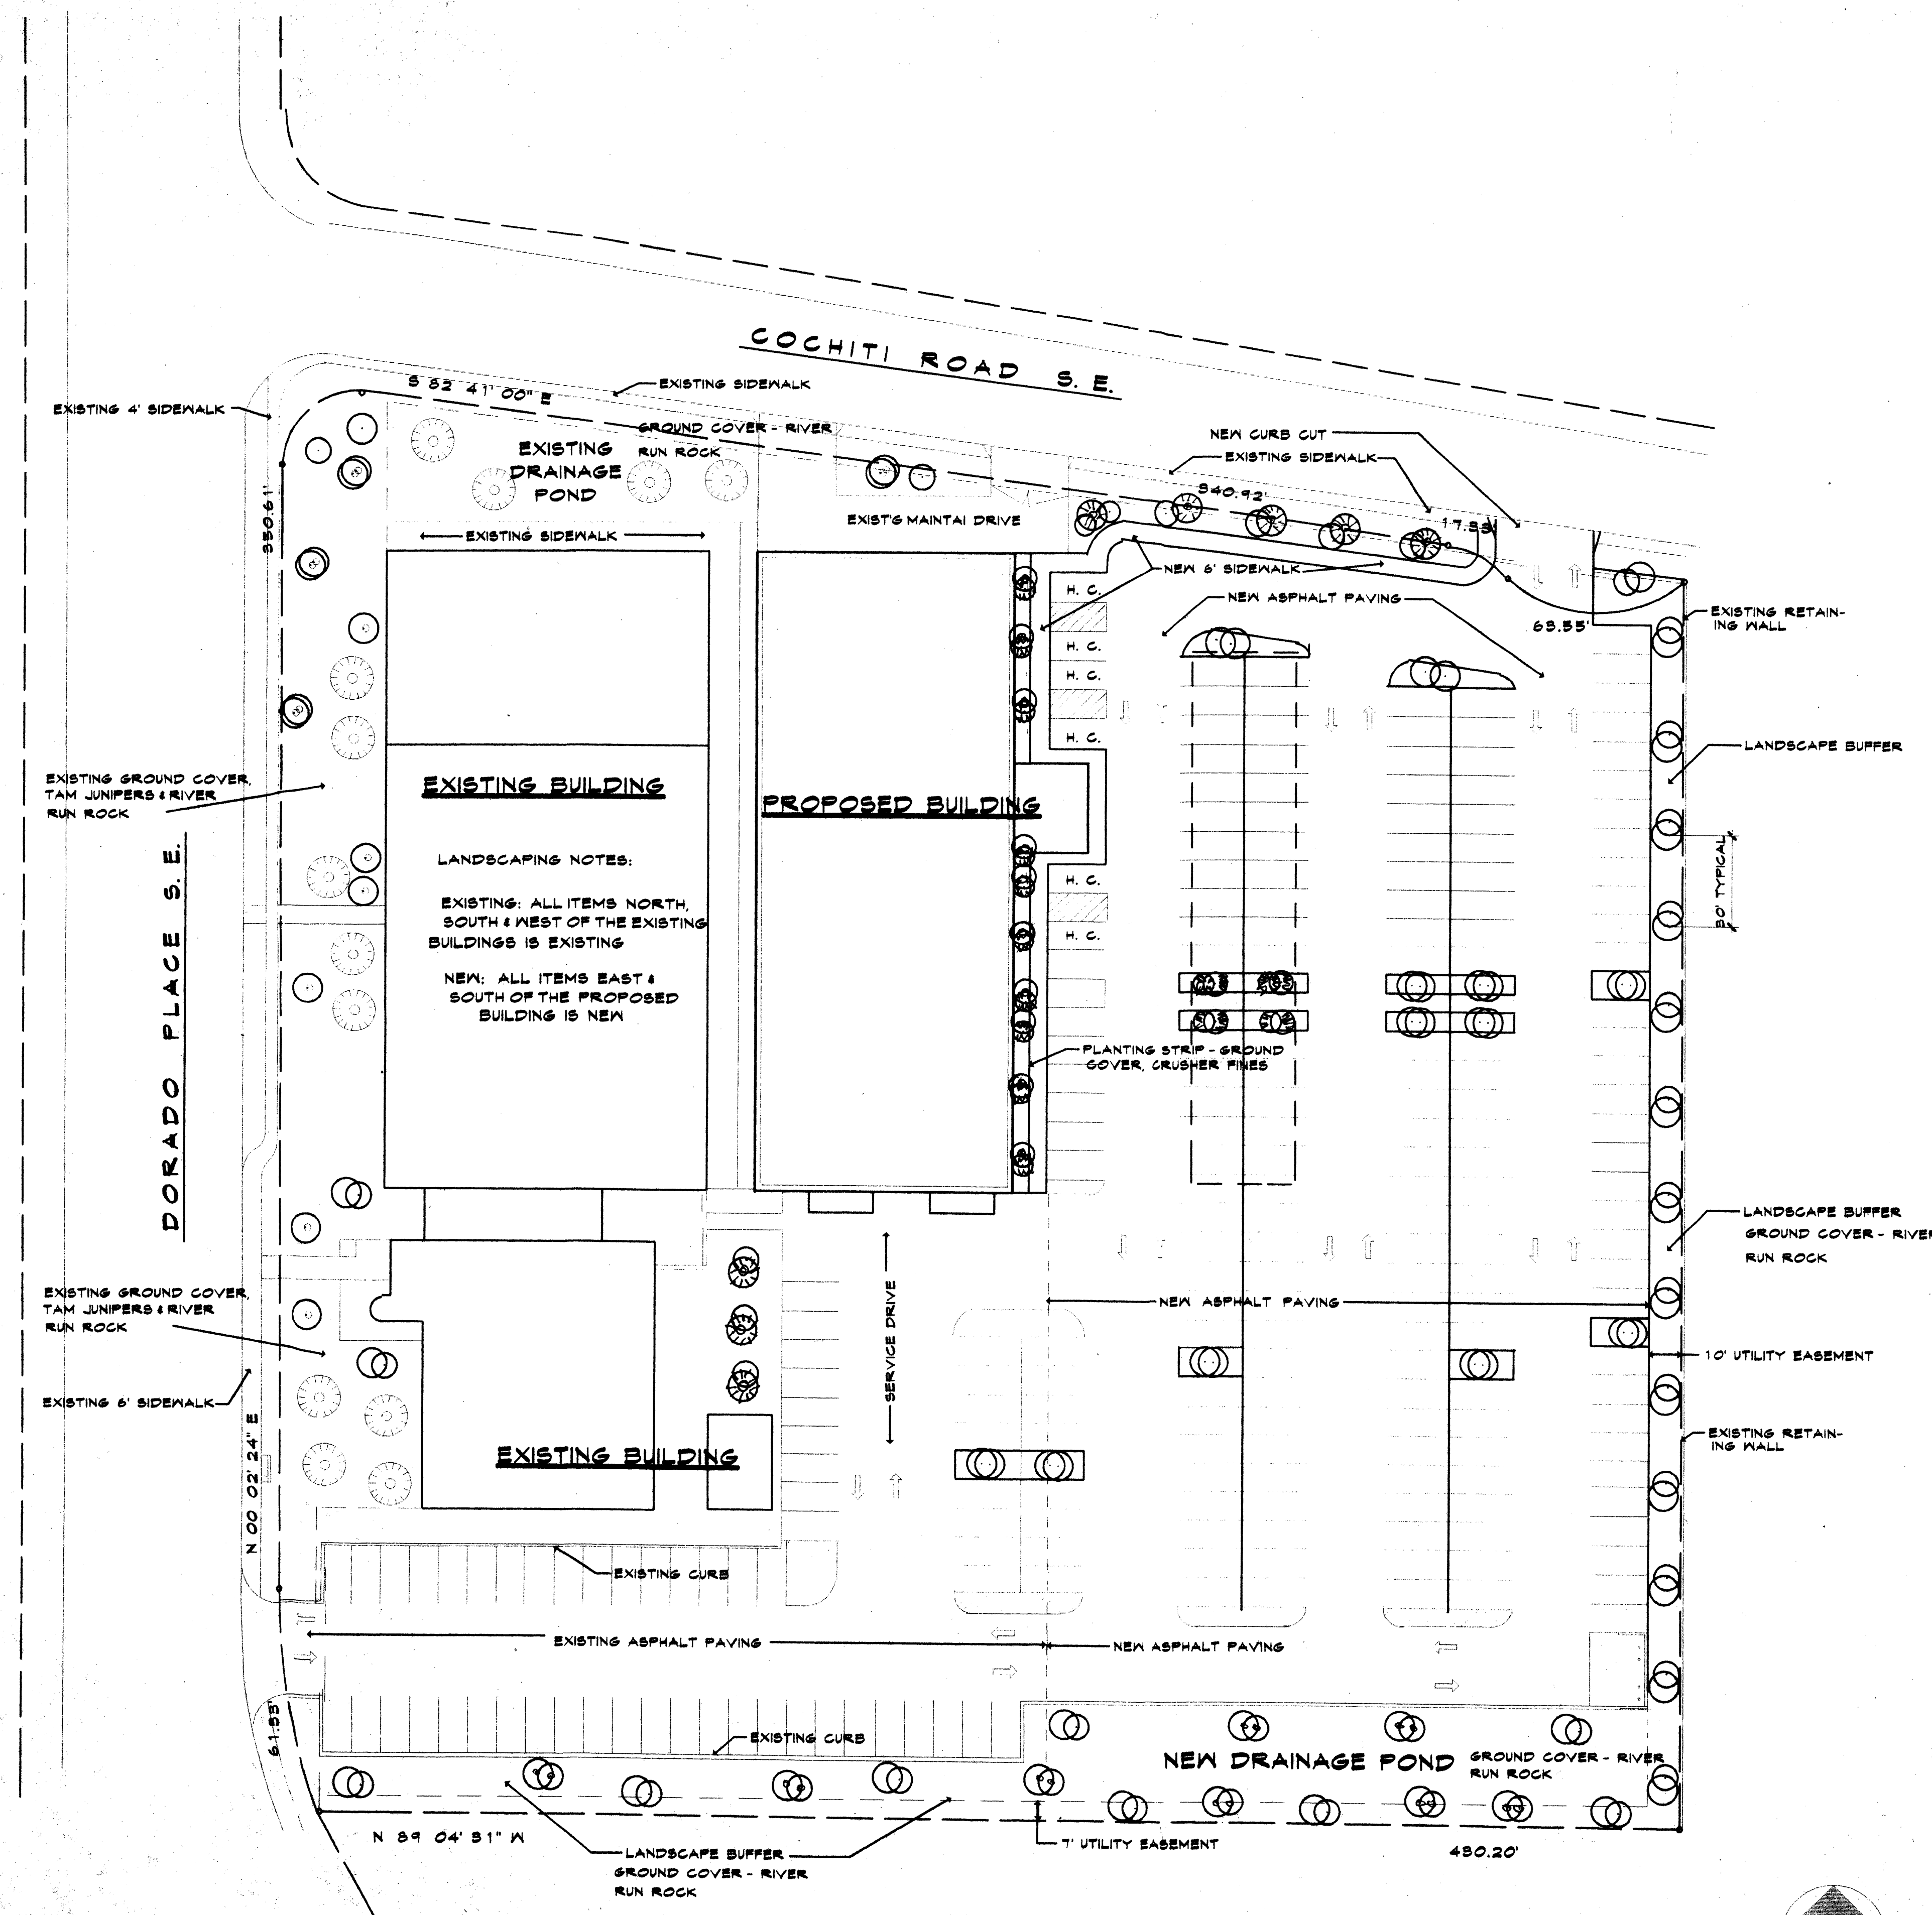 COCHITI ROAD S. E.
S 82 41' 00" E
EXISTING SIDEWALK
EXISTING 4' SIDEWALK
GROUND COVER - RIVER
RUN ROCK
EXISTING
DRAINAGE
POND
NEW CURB CUT
EXISTING SIDEWALK
340.92'
17.33'
330.61'
EXIST'G MAINTAI DRIVE
EXISTING SIDEWALK
NEW 6' SIDEWALK
H. C.
NEW ASPHALT PAVING
63.55'
EXISTING RETAIN-
ING WALL
H. C.
H. C.
H. C.
LANDSCAPE BUFFER
EXISTING GROUND COVER,
TAM JUNIPERS & RIVER
RUN ROCK
EXISTING BUILDING
PROPOSED BUILDING
30' TYPICAL
LANDSCAPING NOTES:
EXISTING: ALL ITEMS NORTH,
SOUTH & WEST OF THE EXISTING
BUILDINGS IS EXISTING
NEW: ALL ITEMS EAST &
SOUTH OF THE PROPOSED
BUILDING IS NEW
H. C.
H. C.
DORADO PLACE S. E.
PLANTING STRIP - GROUND
COVER, CRUSHER FINES
LANDSCAPE BUFFER
GROUND COVER - RIVER
RUN ROCK
EXISTING GROUND COVER,
TAM JUNIPERS & RIVER
RUN ROCK
SERVICE DRIVE
NEW ASPHALT PAVING
10' UTILITY EASEMENT
EXISTING 6' SIDEWALK
EXISTING RETAIN-
ING WALL
EXISTING BUILDING
N 00 02' 24" E
EXISTING CURB
EXISTING ASPHALT PAVING
NEW ASPHALT PAVING
61.33'
EXISTING CURB
NEW DRAINAGE POND
GROUND COVER - RIVER
RUN ROCK
N 89 04' 31" W
7' UTILITY EASEMENT
430.20'
LANDSCAPE BUFFER
GROUND COVER - RIVER
RUN ROCK